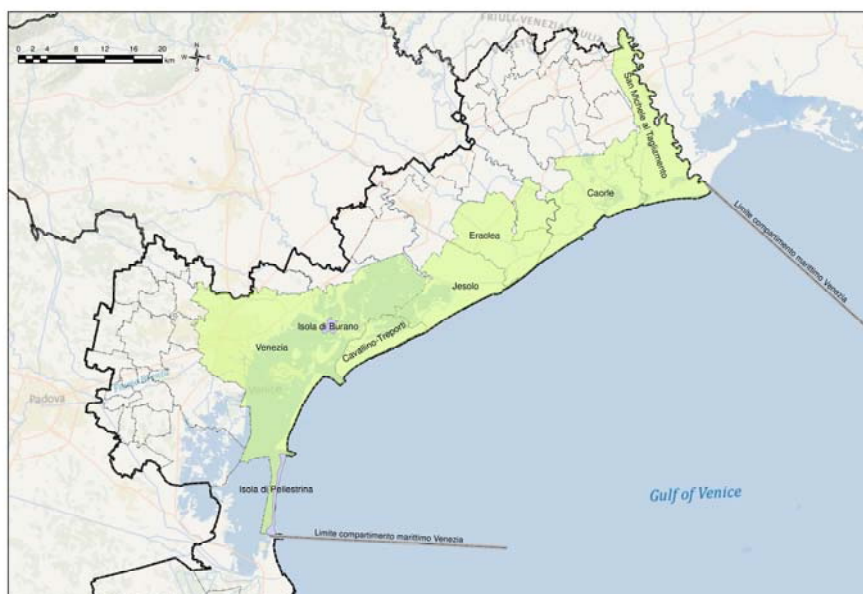 FRIULI-VENEZIA GIULIA
0 2 4 8 12 16 20
km
N
W E
S
San Michele al Tagliamento
Caorle
Limite compartimento marittimo Venezia
Eraclea
Jesolo
Isola di Burano
Cavallino-Treporti
Venezia
Padova
Isola di Pellestrina
Gulf of Venice
Limite compartimento marittimo Venezia